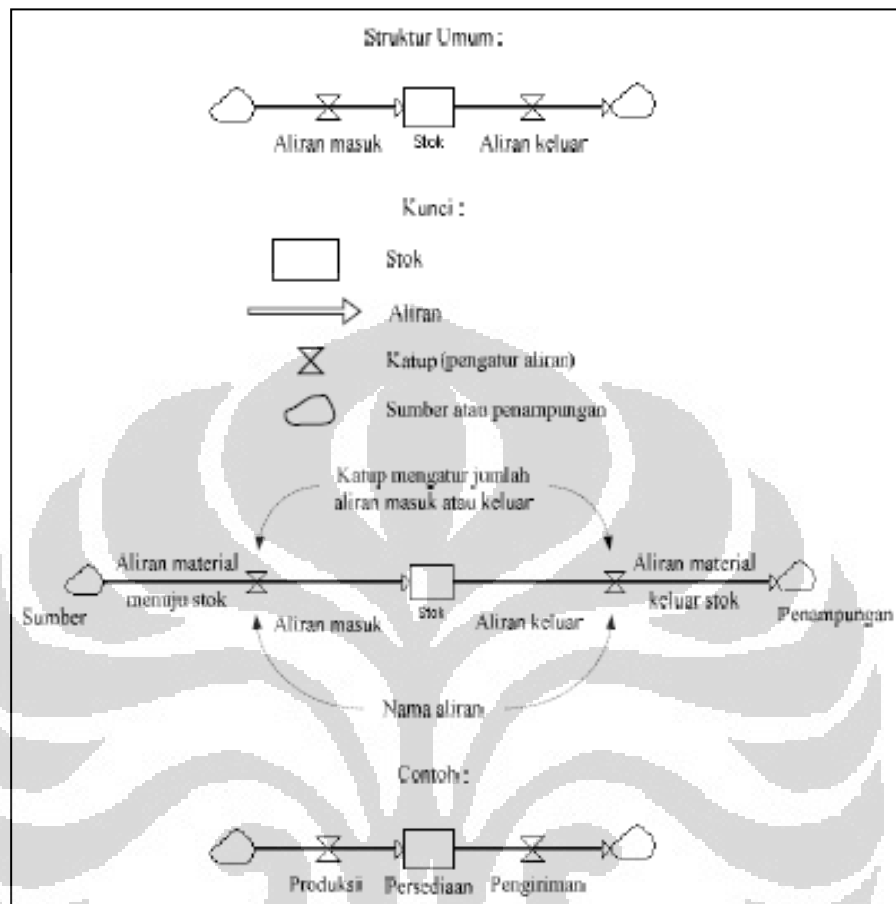 Struktur Umum :
Aliran masuk
Stok
Aliran keluar
Kunci :
Stok
Aliran
Katup (pengatur aliran)
Sumber atau penampungan
Katup mengatur jumlah
aliran masuk atau keluar
Aliran material
menuju stok
Aliran material
keluar stok
Sumber
Aliran masuk
Stok
Aliran keluar
Penampungan
Nama aliran
Contoh :
Produksi
Persediaan
Pengiriman